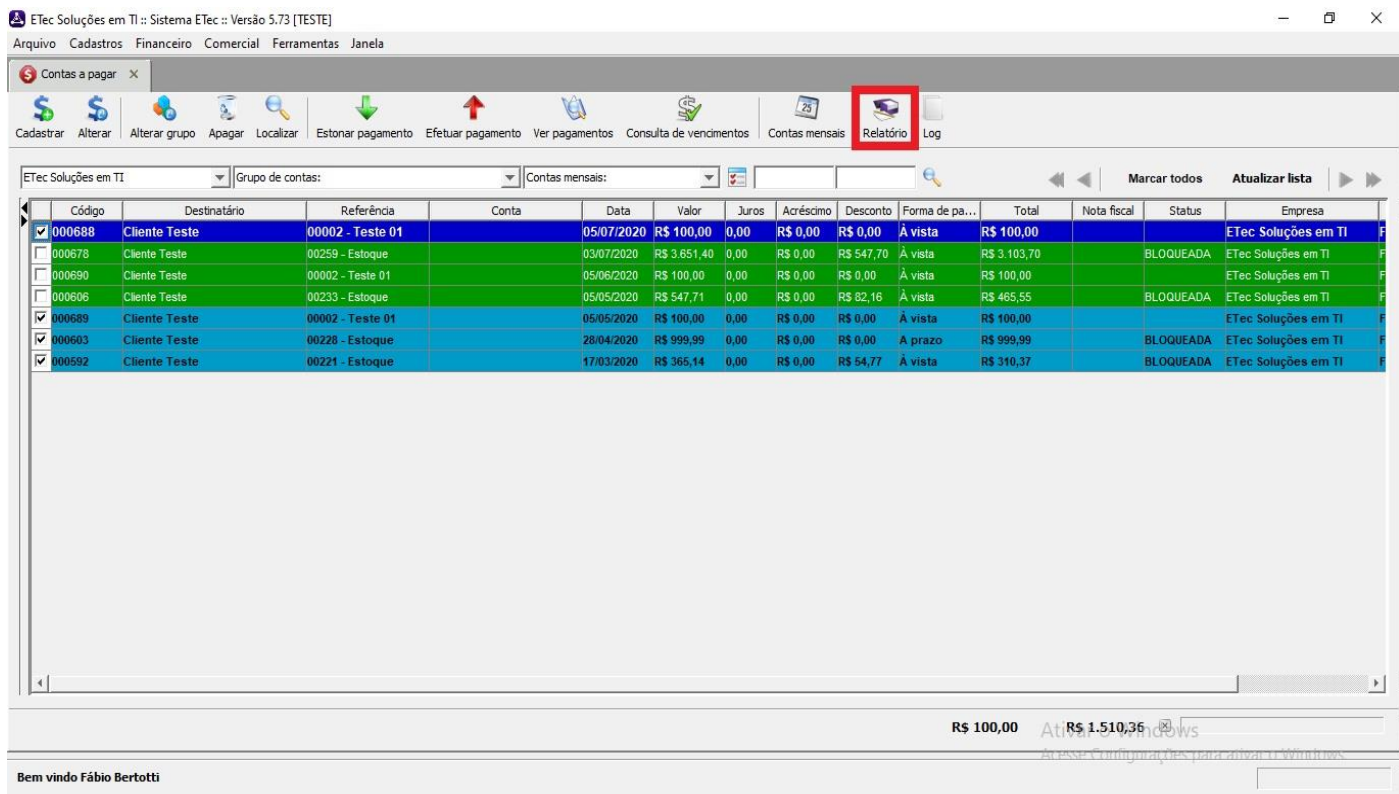 ETec Soluções em TI :: Sistema ETec :: Versão 5.73 [TESTE]
Arquivo Cadastros Financeiro Comercial Ferramentas Janela
Contas a pagar X
Cadastrar Alterar Alterar grupo Apagar Localizar Estonar pagamento Efetuar pagamento Ver pagamentos Consulta de vencimentos Contas mensais Relatório Log
ETec Soluções em TI Grupo de contas: Contas mensais: Marcar todos Atualizar lista
Código Destinatário Referência Conta Data Valor Juros Acréscimo Desconto Forma de pa... Total Nota fiscal Status Empresa
000688 Cliente Teste 00002 - Teste 01 05/07/2020 R$ 100,00 0,00 R$ 0,00 R$ 0,00 À vista R$ 100,00 ETec Soluções em TI F
000678 Cliente Teste 00259 - Estoque 03/07/2020 R$ 3.651,40 0,00 R$ 0,00 R$ 547,70 À vista R$ 3.103,70 BLOQUEADA ETec Soluções em TI F
000690 Cliente Teste 00002 - Teste 01 05/06/2020 R$ 100,00 0,00 R$ 0,00 R$ 0,00 À vista R$ 100,00 ETec Soluções em TI F
000606 Cliente Teste 00233 - Estoque 05/05/2020 R$ 547,71 0,00 R$ 0,00 R$ 82,16 À vista R$ 465,55 BLOQUEADA ETec Soluções em TI F
000689 Cliente Teste 00002 - Teste 01 05/05/2020 R$ 100,00 0,00 R$ 0,00 R$ 0,00 À vista R$ 100,00 ETec Soluções em TI F
000603 Cliente Teste 00228 - Estoque 28/04/2020 R$ 999,99 0,00 R$ 0,00 R$ 0,00 A prazo R$ 999,99 BLOQUEADA ETec Soluções em TI F
000592 Cliente Teste 00221 - Estoque 17/03/2020 R$ 365,14 0,00 R$ 0,00 R$ 54,77 À vista R$ 310,37 BLOQUEADA ETec Soluções em TI F
R$ 100,00 R$ 1.510,36
Ativar o Windows
Acesse Configurações para ativar o Windows.
Bem vindo Fábio Bertotti